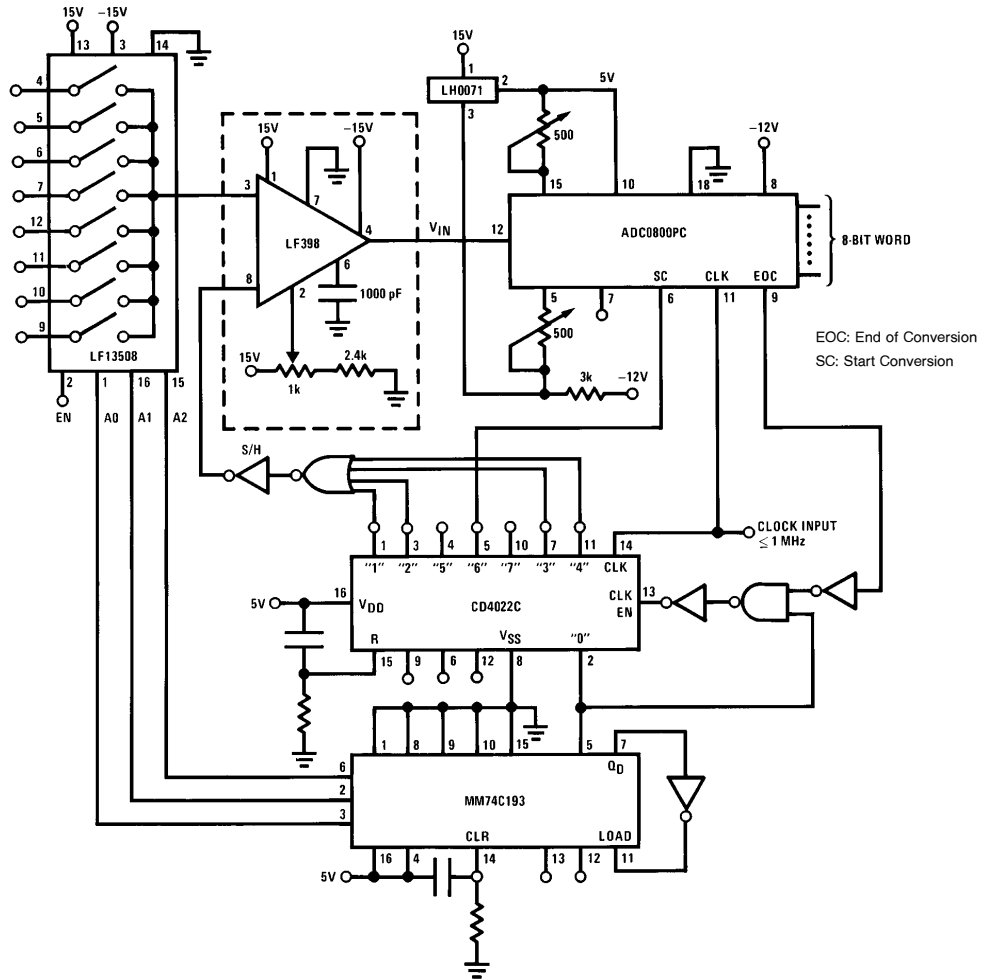 15V -15V
13 3 14
4
5
6
7
12
11
10
9
LF13508
2 1 16 15
EN A0 A1 A2
15V -15V
1
7
3
4
LF398
6
8
2
1000 pF
15V
1k
2.4k
15V
1
LH0071
2
3
5V
500
-12V
15 10 18 8
VIN
12
ADC0800PC
SC CLK EOC
5 7 6 11 9
8-BIT WORD
500
3k
-12V
EOC: End of Conversion
SC: Start Conversion
S/H
CLOCK INPUT
≤ 1 MHz
1 3 4 5 10 7 11 14
"1" "2" "5" "6" "7" "3" "4" CLK
5V
16
VDD
CD4022C
CLK
EN
13
R
VSS
"0"
15 9 6 12 8 2
1 8 9 10 15 5 7
QD
6
2
3
MM74C193
CLR
LOAD
16 4 14 13 12 11
5V